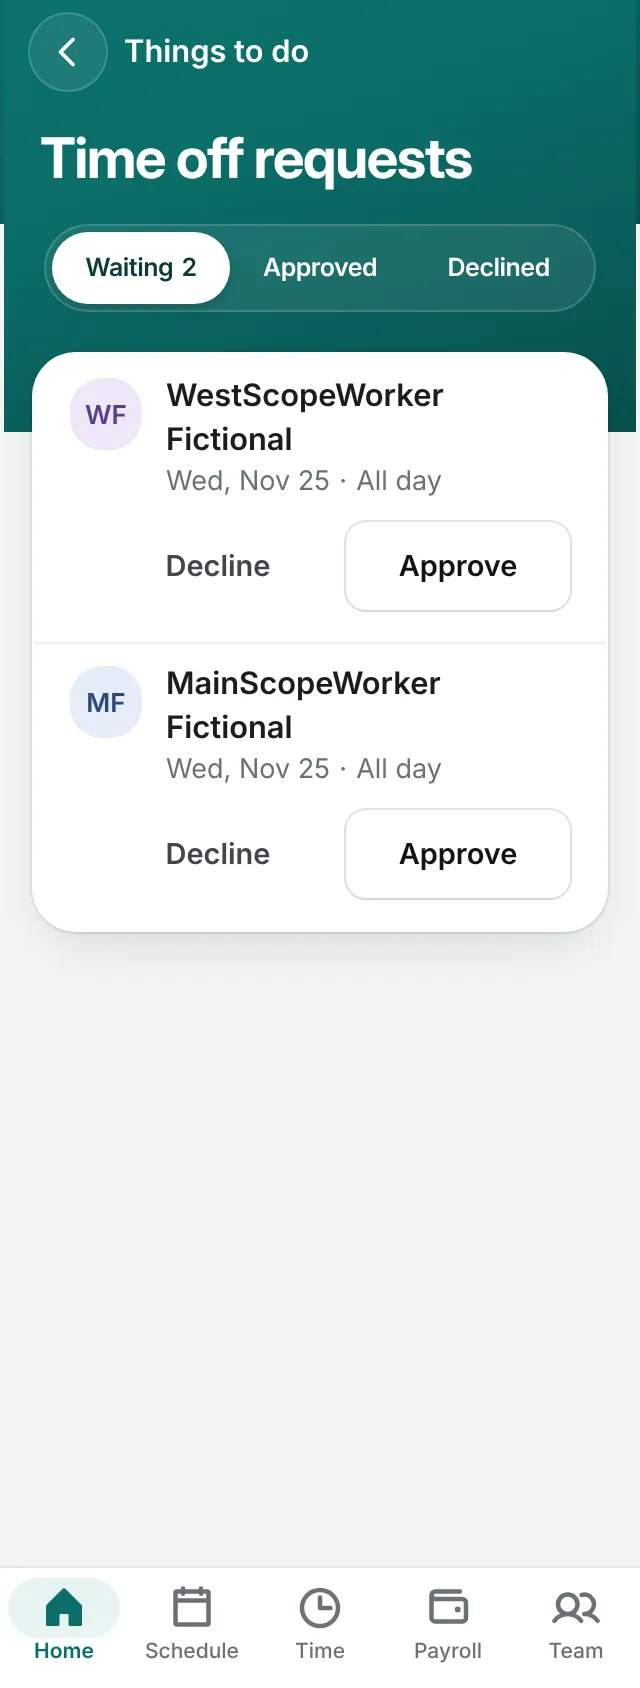 Things to do
Time off requests
Waiting 2
Approved
Declined
WF
WestScopeWorker
Fictional
Wed, Nov 25 · All day
Decline
Approve
MF
MainScopeWorker
Fictional
Wed, Nov 25 · All day
Decline
Approve
Home
Schedule
Time
Payroll
Team